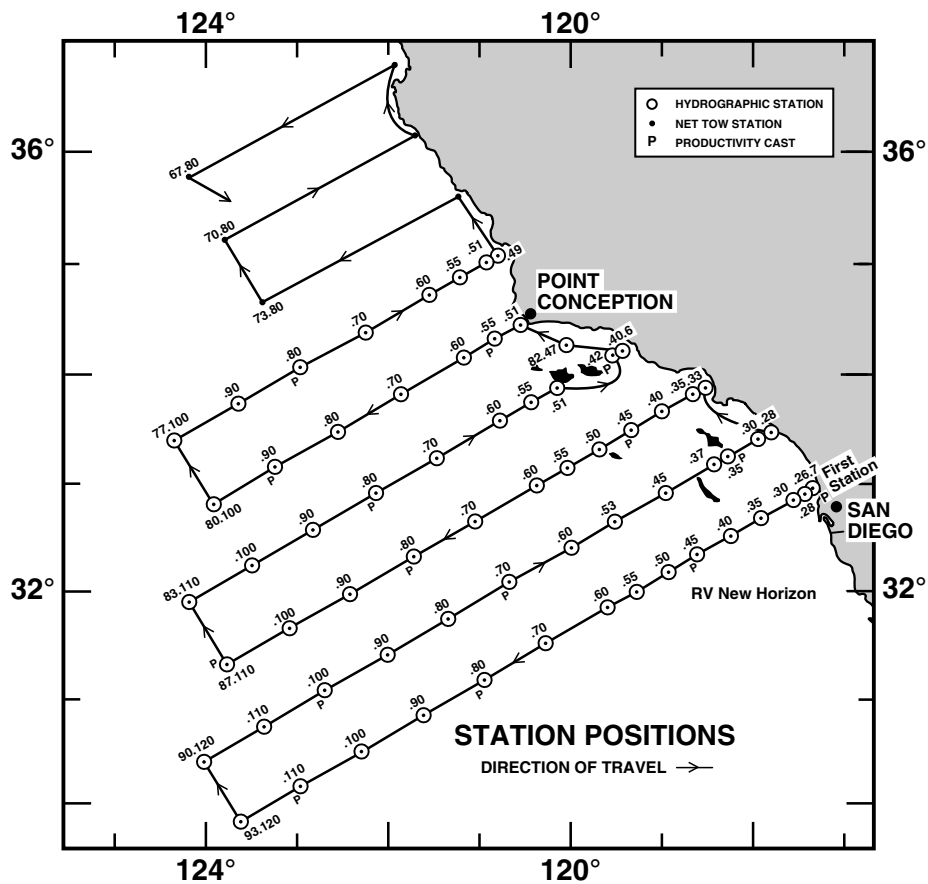 124°
120°
36°
36°
HYDROGRAPHIC STATION
NET TOW STATION
P PRODUCTIVITY CAST
67.80
70.80
73.80
.49
.51
.55
.60
.70
.80
P
.90
77.100
POINT
CONCEPTION
.51
.55
P
.60
.70
.80
.90
P
80.100
82.47
.42
P
.40.6
.51
.55
.60
.70
.80
P
.90
.100
83.110
.33
.35
.40
.45
P
.50
.55
.60
.70
.80
P
.90
.100
P
87.110
.28
.30
P
.35
.37
.45
.53
.60
.70
P
.80
.90
.100
P
.110
90.120
First
Station
P
.26.7
.28
.30
.35
.40
.45
P
.50
.55
.60
.70
.80
P
.90
.100
.110
P
93.120
SAN
DIEGO
32°
32°
RV New Horizon
STATION POSITIONS
DIRECTION OF TRAVEL
124°
120°